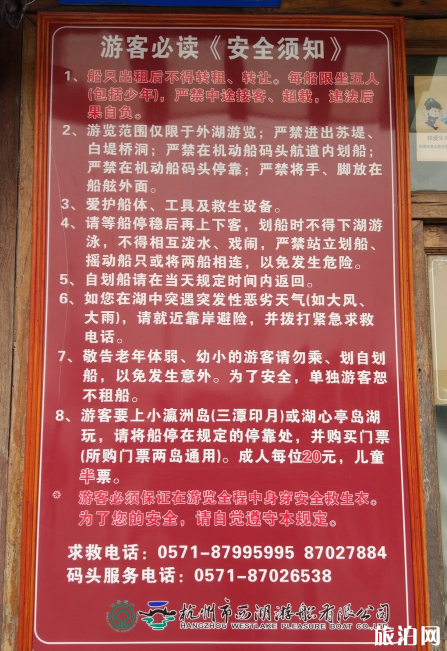 游客必读《安全须知》
1、船只出租后不得转租、转让。每船限坐五人
(包括少年)，严禁中途接客、超载，违法后
果自负。
2、游览范围仅限于外湖游览；严禁进出苏堤、
白堤桥洞；严禁在机动船码头航道内划船；
严禁在机动船码头停靠；严禁将手、脚放在
船舷外面。
3、爱护船体、工具及救生设备。
4、请等船停稳后再上下客，划船时不得下湖游
泳，不得相互泼水、戏闹，严禁站立划船、
摇动船只或将两船相连，以免发生危险。
5、自划船请在当天规定时间内返回。
6、如您在湖中突遇突发性恶劣天气(如大风、
大雨)，请就近靠岸避险，并拨打紧急求救
电话。
7、敬告老年体弱、幼小的游客请勿乘、划自划
船，以免发生意外。为了安全，单独游客恕
不租船。
8、游客要上小瀛洲岛(三潭印月)或湖心亭岛游
玩，请将船停在规定的停靠处，并购买门票
(所购门票两岛通用)。成人每位20元，儿童
半票。
* 游客必须保证在游览全程中身穿安全救生衣。
为了您的安全，请自觉遵守本规定。
求救电话：0571-87995995 87027884
码头服务电话：0571-87026538
杭州市西湖游船有限公司
HANGZHOU WESTLAKE PLEASURE BOAT CO.,LTD
旅泊网